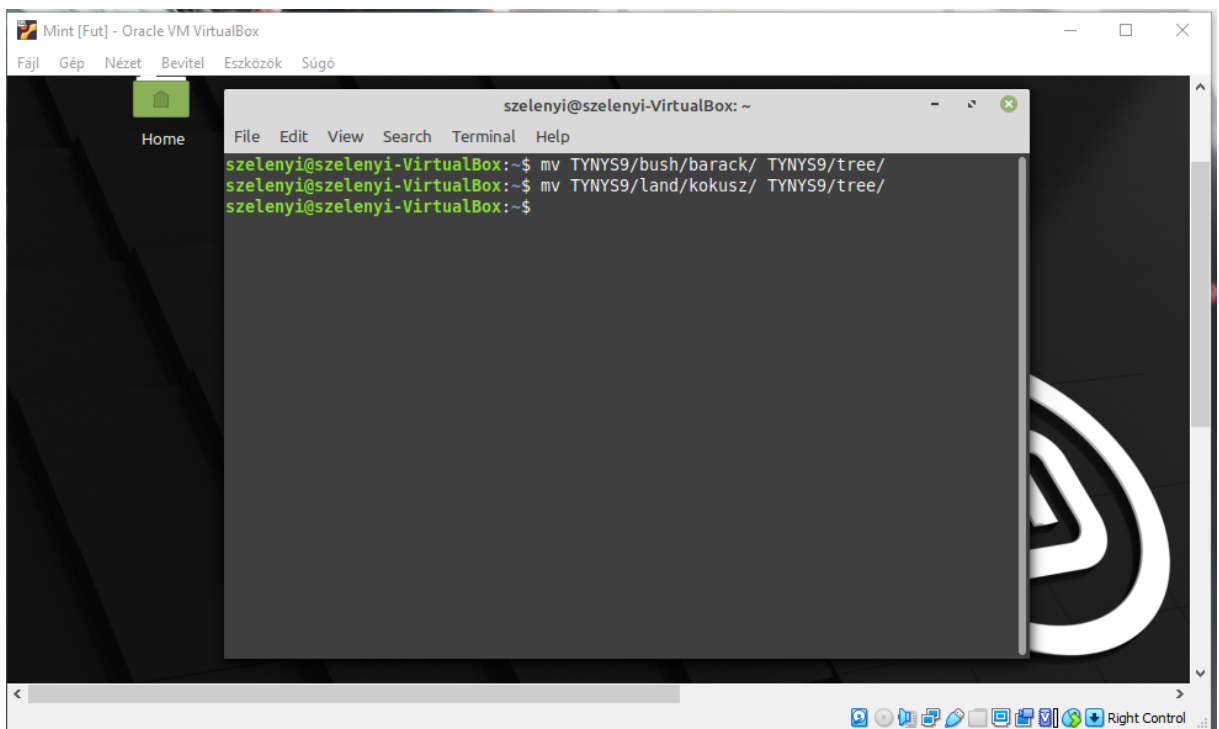 Mint [Fut] - Oracle VM VirtualBox
Fájl Gép Nézet Bevitel Eszközök Súgó
Home
szelenyi@szelenyi-VirtualBox: ~
File Edit View Search Terminal Help
szelenyi@szelenyi-VirtualBox:~$ mv TYNYS9/bush/barack/ TYNYS9/tree/
szelenyi@szelenyi-VirtualBox:~$ mv TYNYS9/land/kokusz/ TYNYS9/tree/
szelenyi@szelenyi-VirtualBox:~$
Right Control